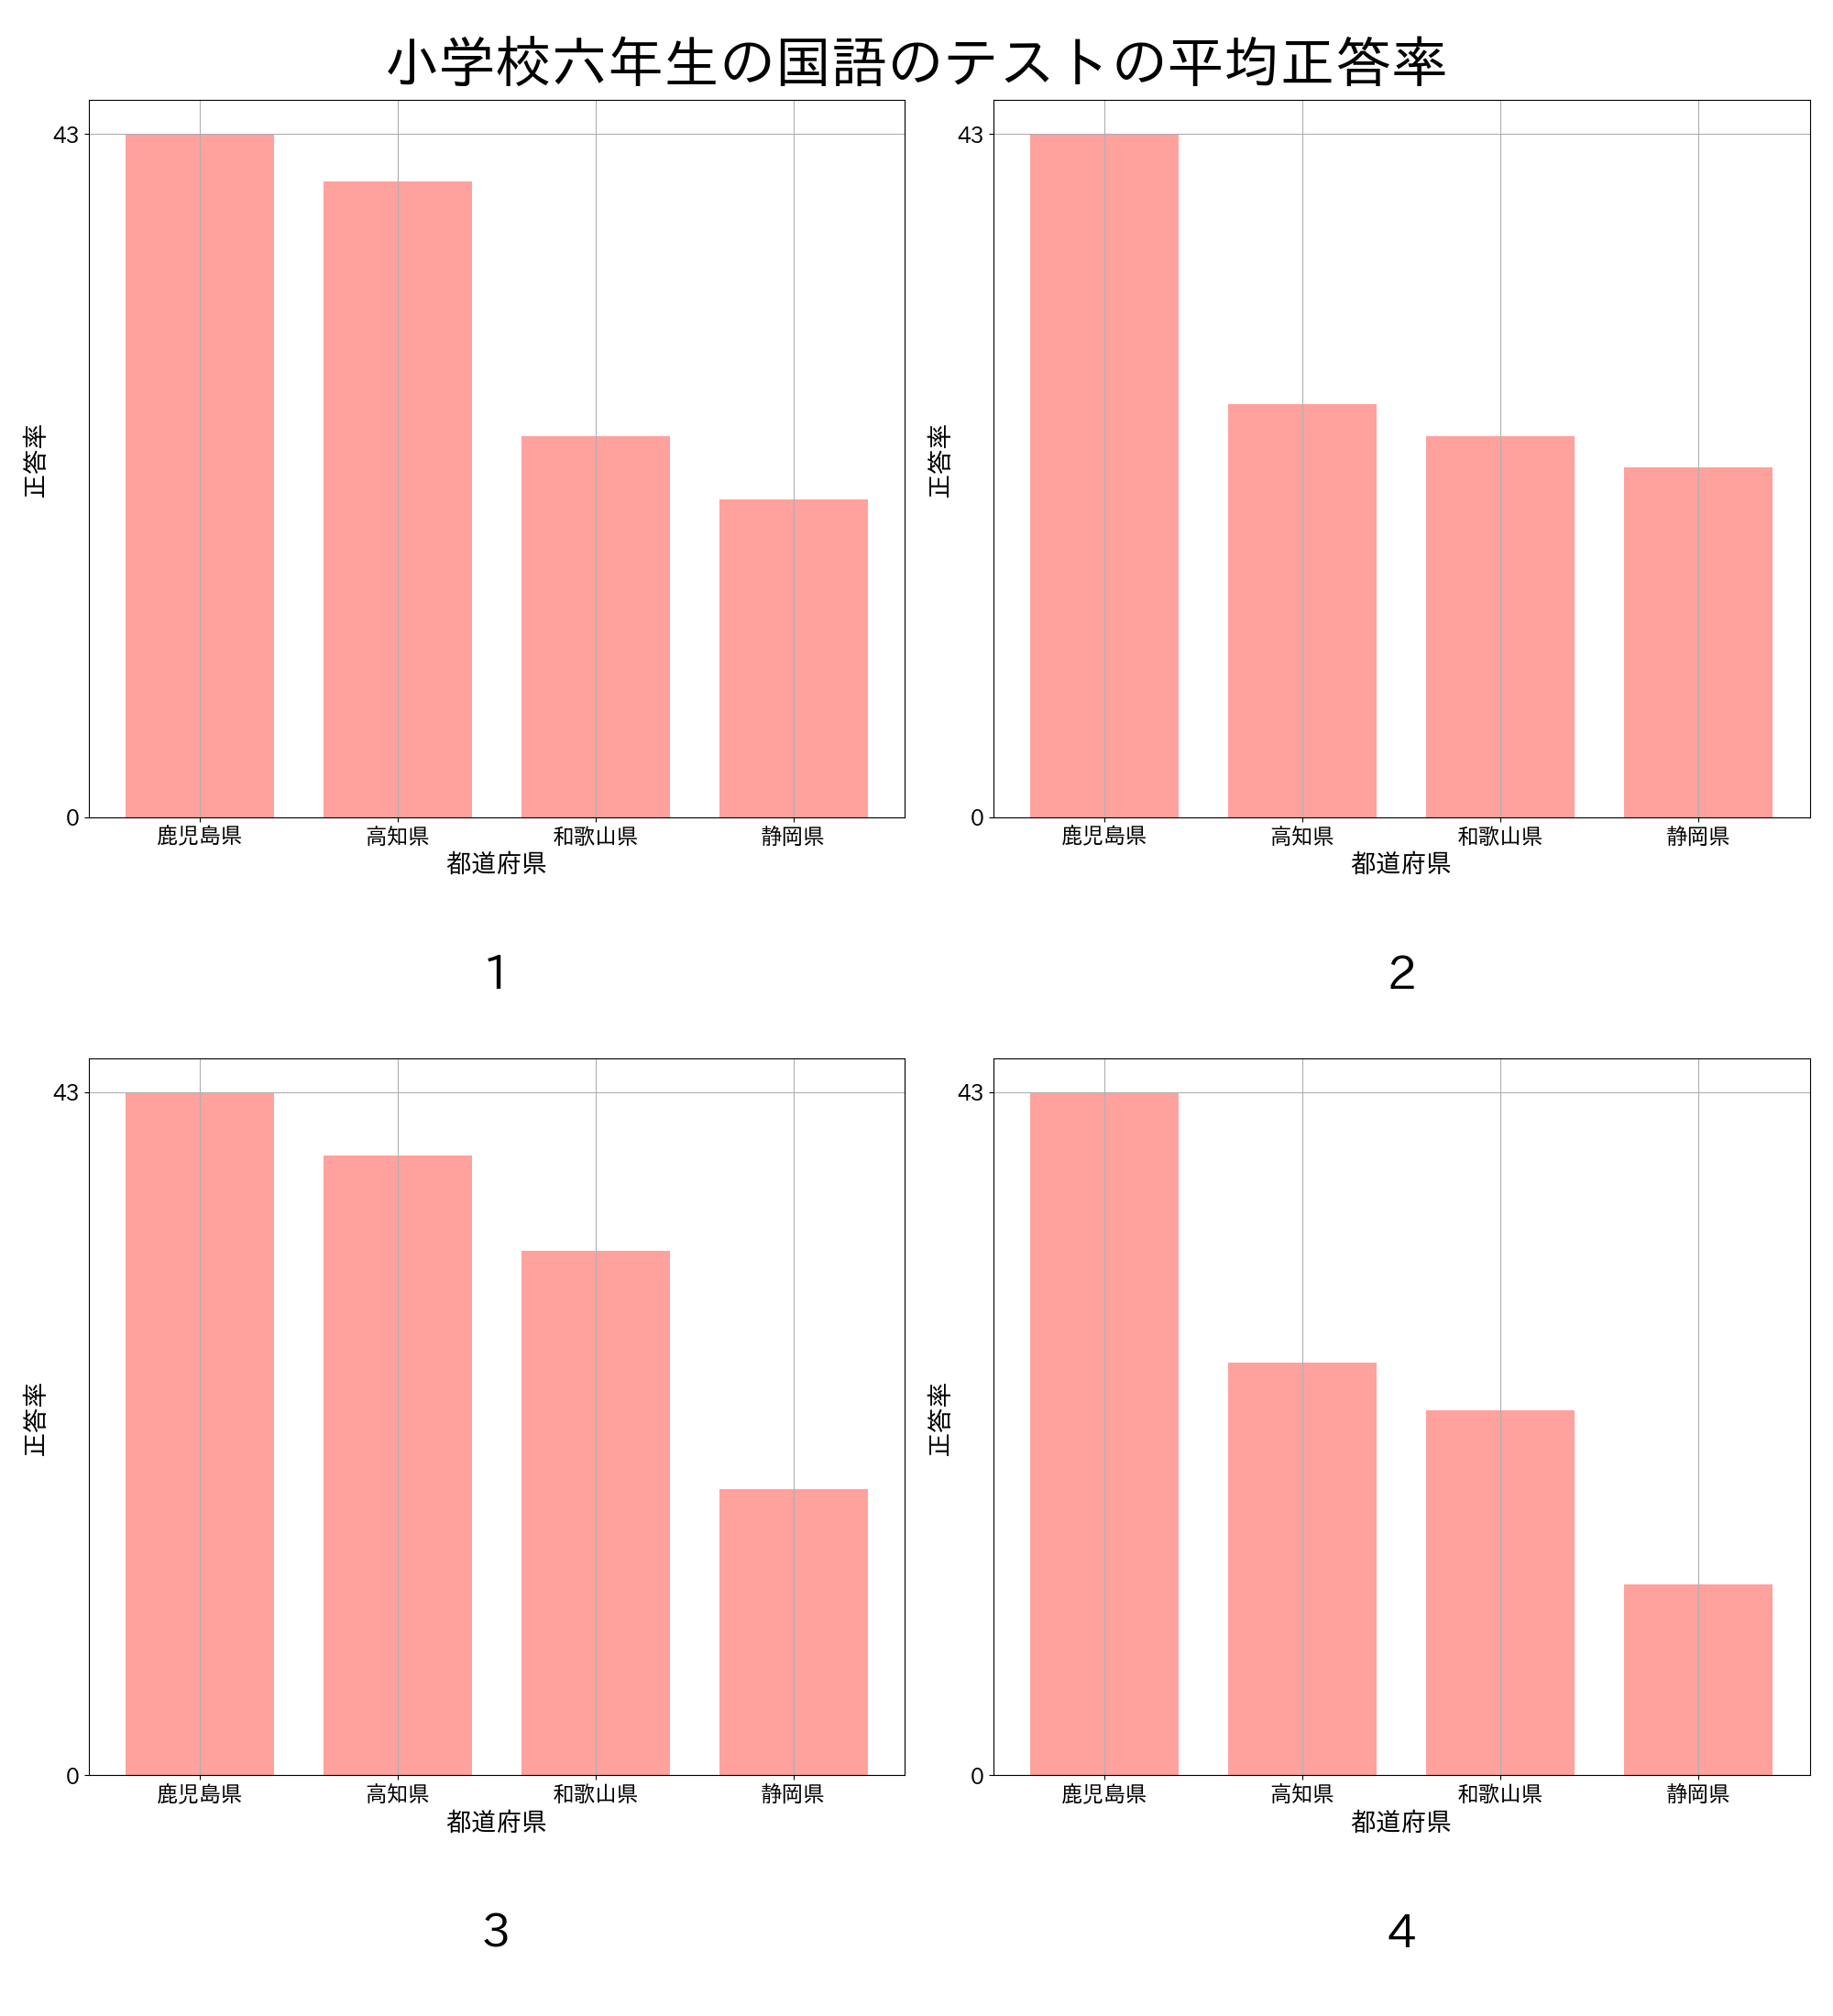 小学校六年生の国語のテストの平均正答率
43
0
正答率
鹿児島県 高知県 和歌山県 静岡県
都道府県
1
43
0
正答率
鹿児島県 高知県 和歌山県 静岡県
都道府県
2
43
0
正答率
鹿児島県 高知県 和歌山県 静岡県
都道府県
3
43
0
正答率
鹿児島県 高知県 和歌山県 静岡県
都道府県
4